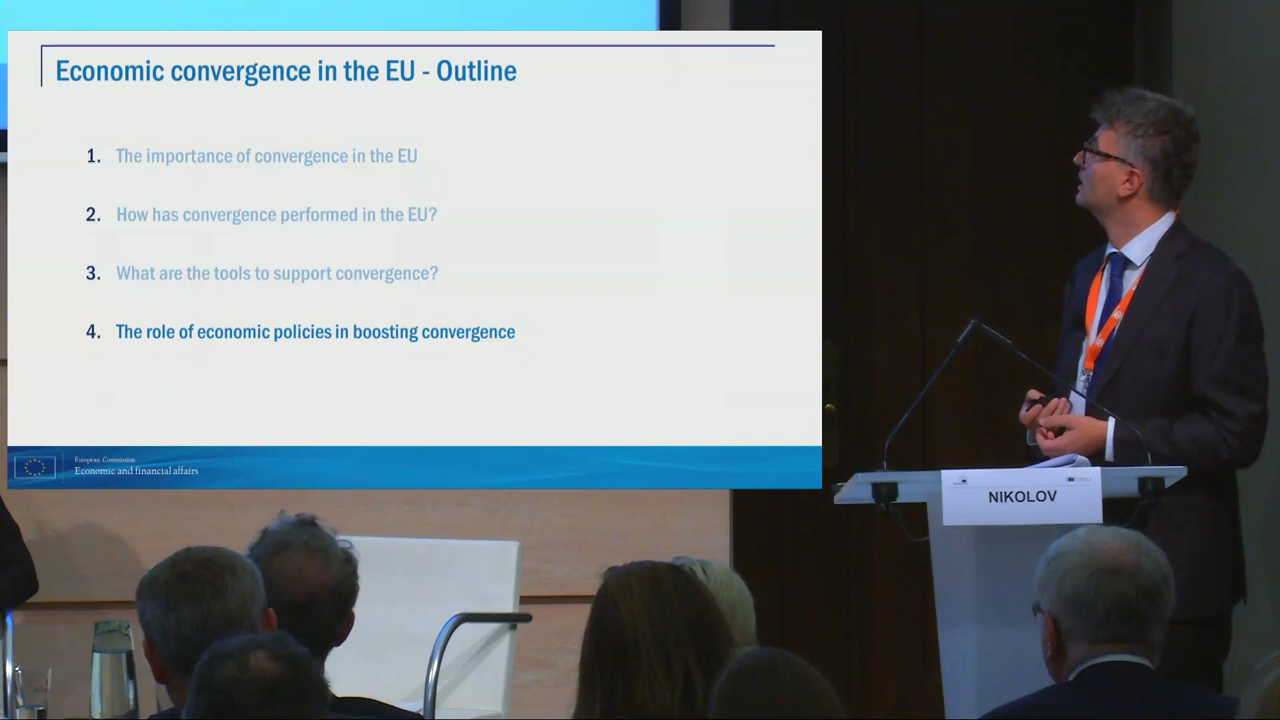 Economic convergence in the EU - Outline
1. The importance of convergence in the EU
2. How has convergence performed in the EU?
3. What are the tools to support convergence?
4. The role of economic policies in boosting convergence
European Commission
Economic and financial affairs
NIKOLOV